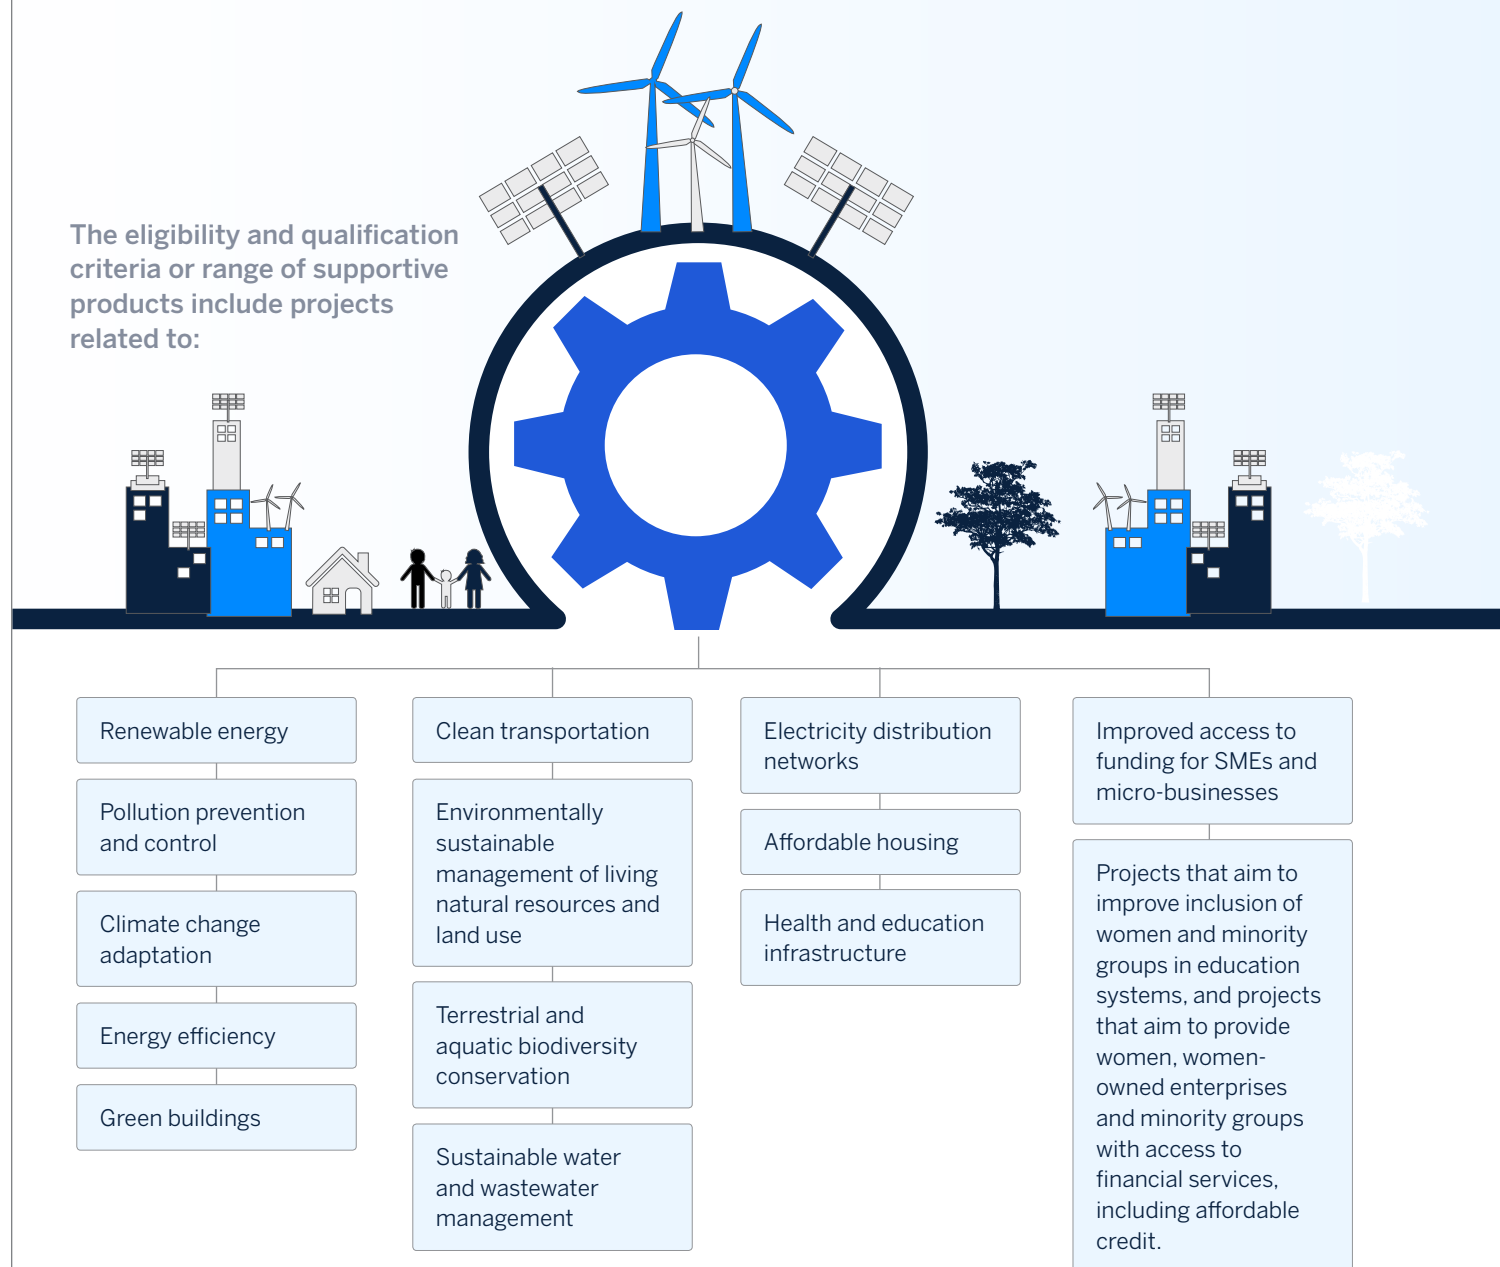 The eligibility and qualification
criteria or range of supportive
products include projects
related to:
Renewable energy
Pollution prevention
and control
Climate change
adaptation
Energy efficiency
Green buildings
Clean transportation
Environmentally
sustainable
management of living
natural resources and
land use
Terrestrial and
aquatic biodiversity
conservation
Sustainable water
and wastewater
management
Electricity distribution
networks
Affordable housing
Health and education
infrastructure
Improved access to
funding for SMEs and
micro-businesses
Projects that aim to
improve inclusion of
women and minority
groups in education
systems, and projects
that aim to provide
women, women-
owned enterprises
and minority groups
with access to
financial services,
including affordable
credit.